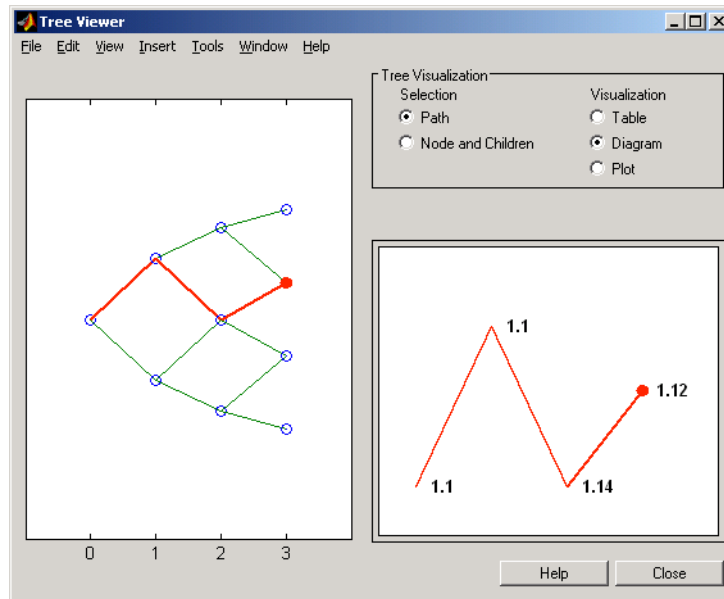 Tree Viewer
File Edit View Insert Tools Window Help
Tree Visualization
Selection
Visualization
Path
Table
Node and Children
Diagram
Plot
1.1
1.12
1.1
1.14
0 1 2 3
Help
Close